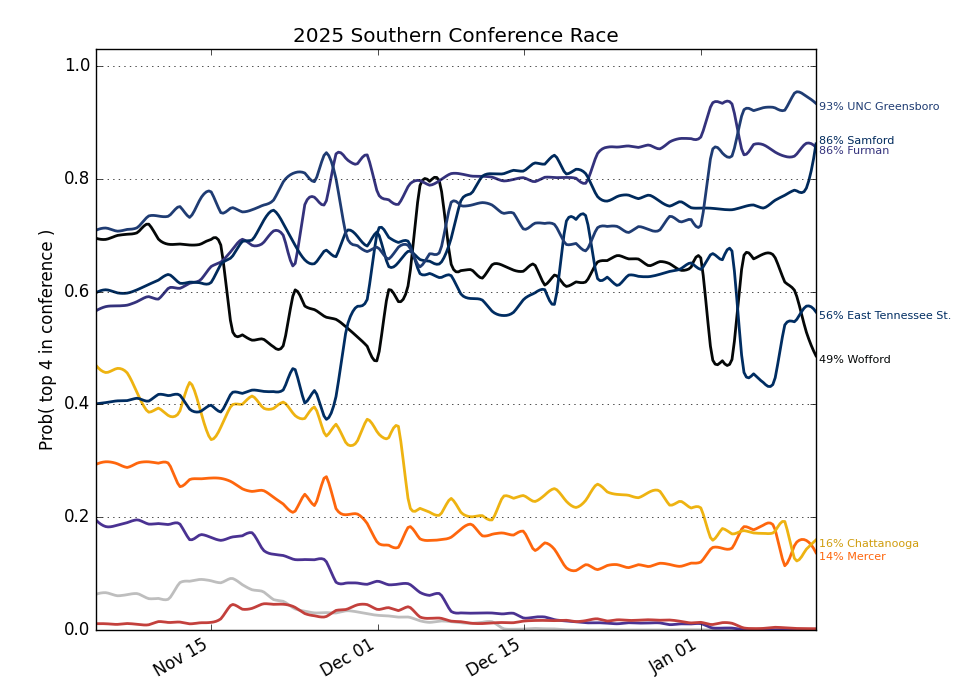 2025 Southern Conference Race
1.0
0.8
0.6
0.4
0.2
0.0
Prob( top 4 in conference )
93% UNC Greensboro
86% Samford
86% Furman
56% East Tennessee St.
49% Wofford
16% Chattanooga
14% Mercer
Nov 15
Dec 01
Dec 15
Jan 01